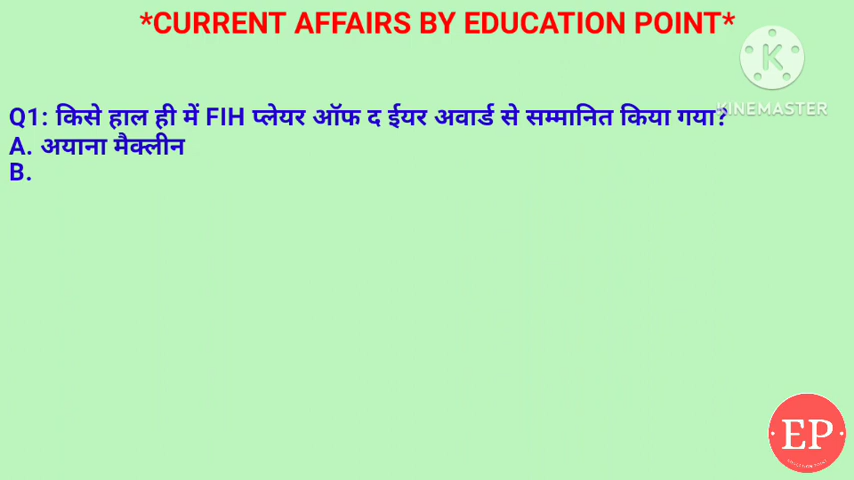 *CURRENT AFFAIRS BY EDUCATION POINT*
KINEMASTER
Q1: किसे हाल ही में FIH प्लेयर ऑफ द ईयर अवार्ड से सम्मानित किया गया?
A. अयाना मैक्लीन
B.
EP